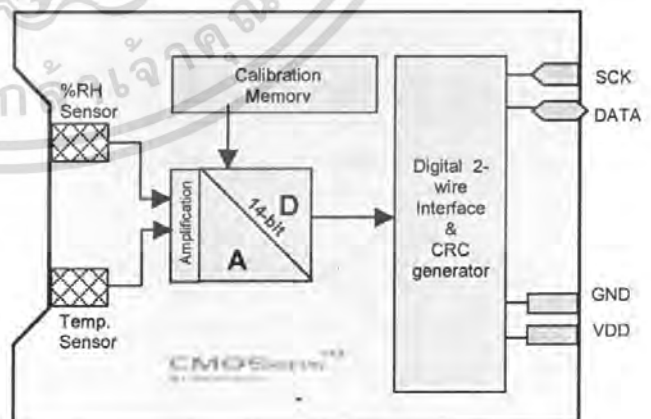 %RH
Sensor
Calibration
Memory
SCK
DATA
Digital 2-
wire
Interface
&
CRC
generator
Amplification
14-bit
D
A
GND
VDD
Temp.
Sensor
CMOSens